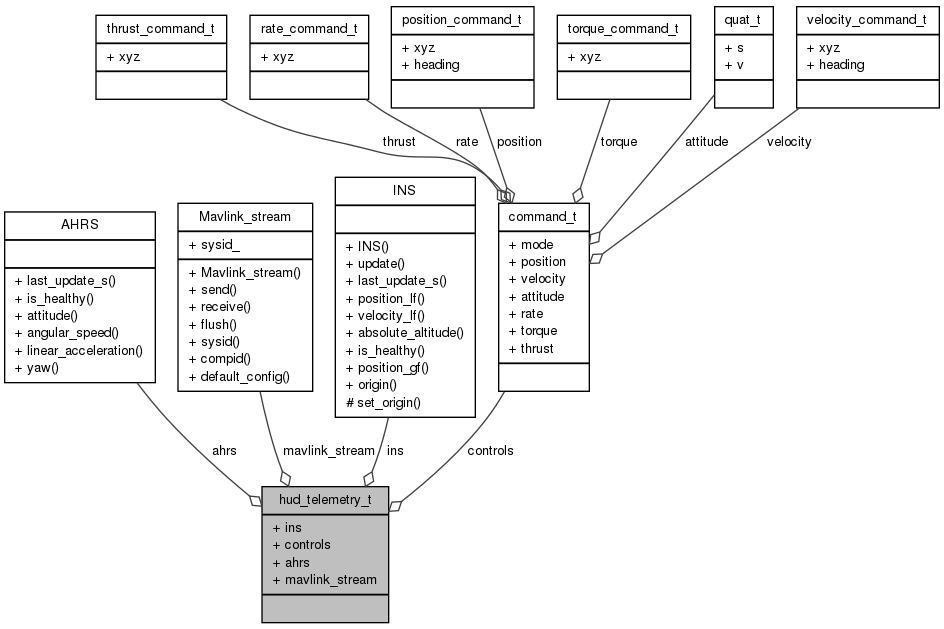 thrust_command_t
+ xyz
rate_command_t
+ xyz
position_command_t
+ xyz
+ heading
torque_command_t
+ xyz
quat_t
+ s
+ v
velocity_command_t
+ xyz
+ heading
thrust
rate
position
torque
attitude
velocity
AHRS
+ last_update_s()
+ is_healthy()
+ attitude()
+ angular_speed()
+ linear_acceleration()
+ yaw()
Mavlink_stream
+ sysid_
+ Mavlink_stream()
+ send()
+ receive()
+ flush()
+ sysid()
+ compid()
+ default_config()
INS
+ INS()
+ update()
+ last_update_s()
+ position_lf()
+ velocity_lf()
+ absolute_altitude()
+ is_healthy()
+ position_gf()
+ origin()
# set_origin()
command_t
+ mode
+ position
+ velocity
+ attitude
+ rate
+ torque
+ thrust
ahrs
mavlink_stream
ins
controls
hud_telemetry_t
+ ins
+ controls
+ ahrs
+ mavlink_stream